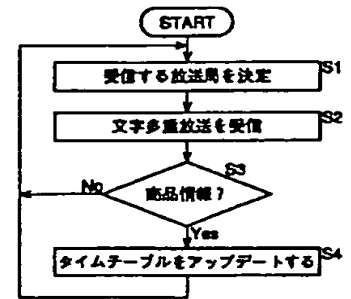 START
受信する放送局を決定
S1
文字多重放送を受信
S2
S3
商品情報?
No
Yes
S4
タイムテーブルをアップデートする